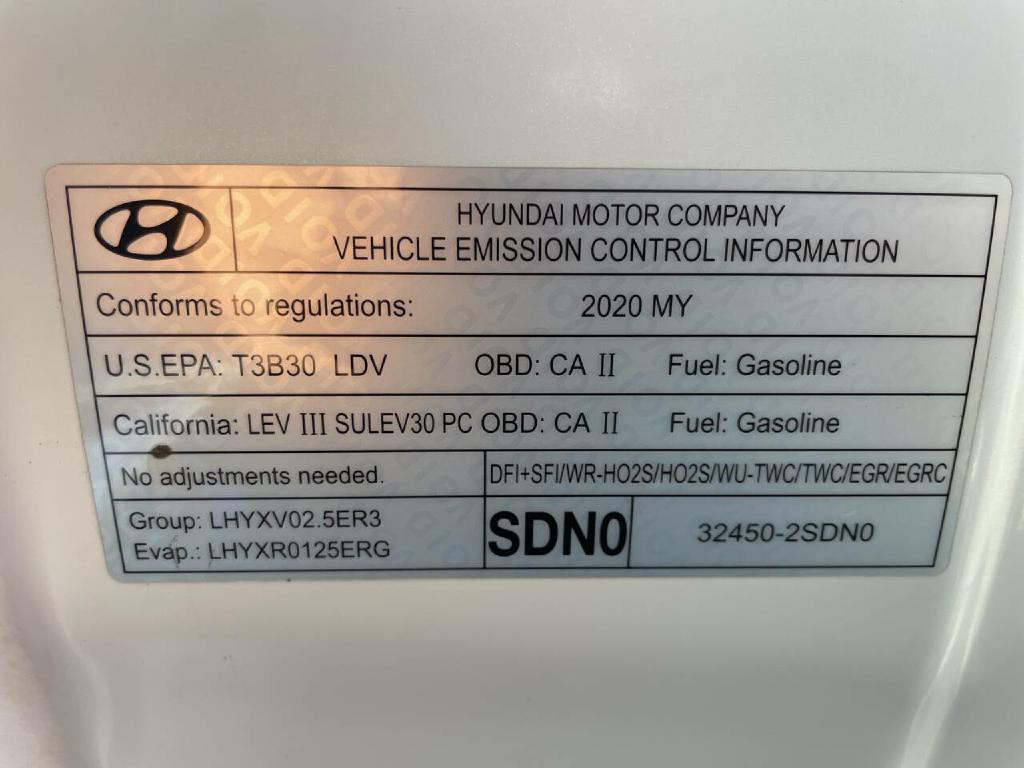 HYUNDAI MOTOR COMPANY
VEHICLE EMISSION CONTROL INFORMATION
Conforms to regulations: 2020 MY
U.S.EPA: T3B30 LDV OBD: CA II Fuel: Gasoline
California: LEV III SULEV30 PC OBD: CA II Fuel: Gasoline
No adjustments needed. DFI+SFI/WR-HO2S/HO2S/WU-TWC/TWC/EGR/EGRC
Group: LHYXV02.5ER3
Evap.: LHYXR0125ERG
SDN0 32450-2SDN0